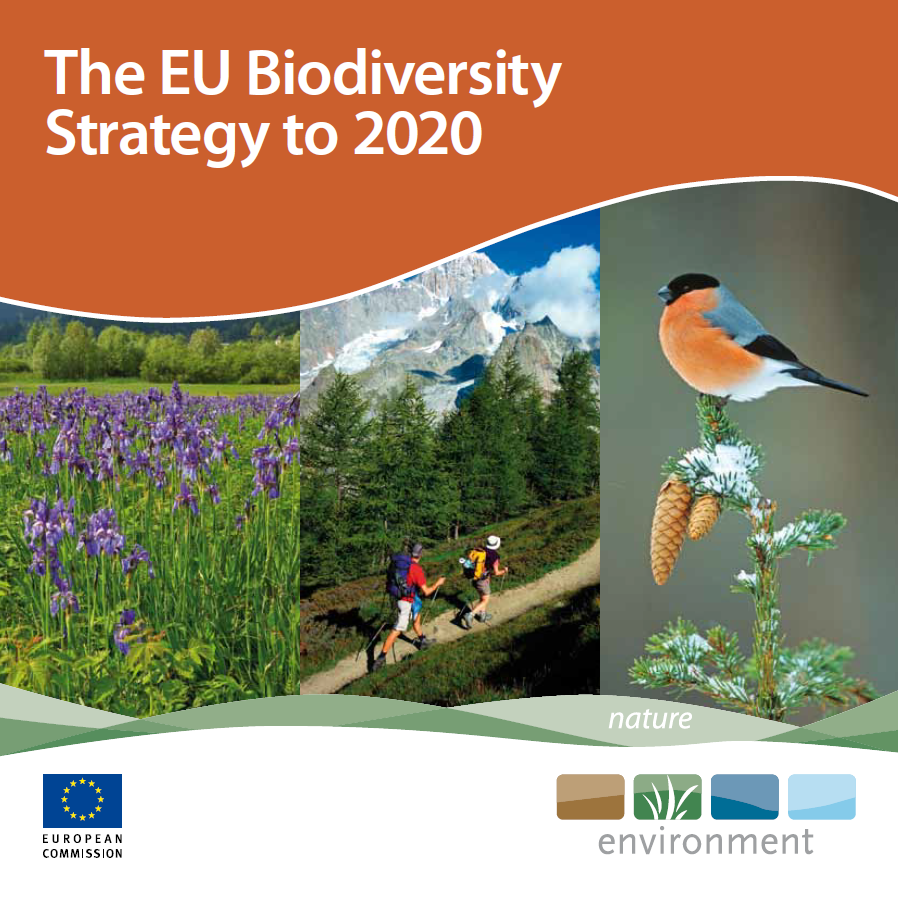 The EU Biodiversity
Strategy to 2020
nature
EUROPEAN
COMMISSION
environment